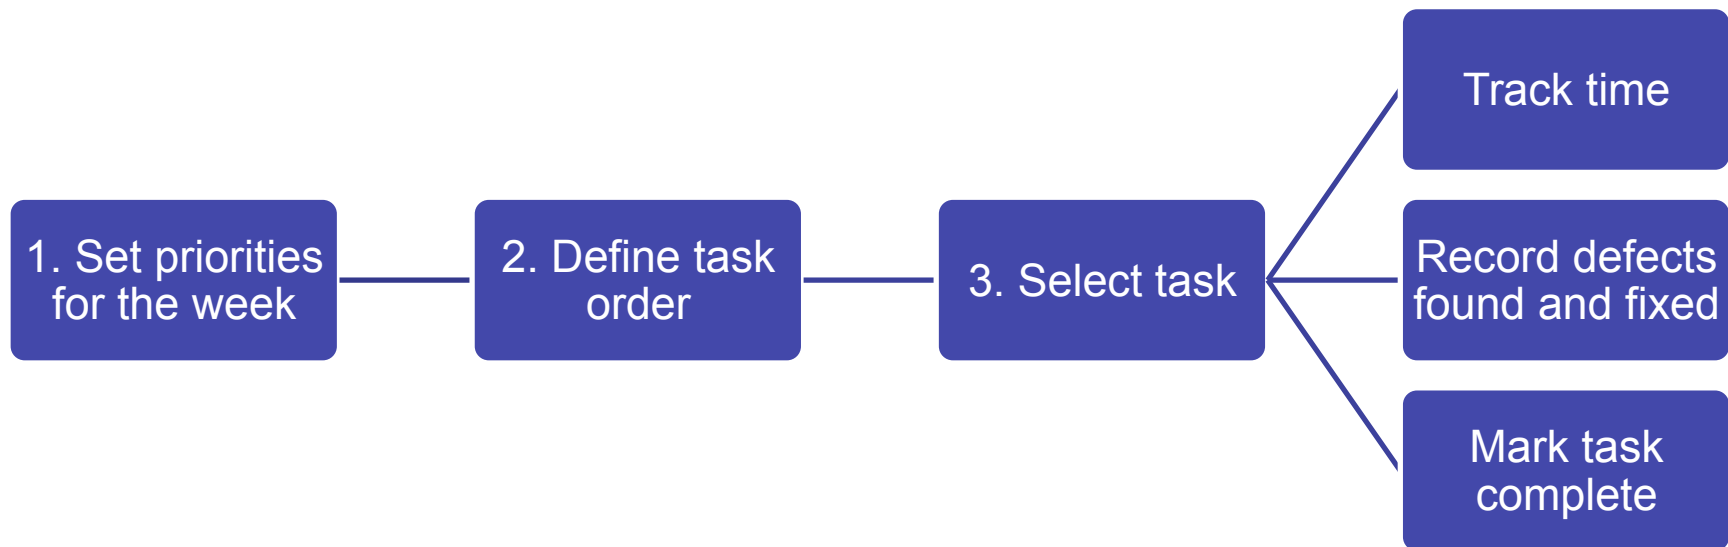 1. Set priorities
for the week
2. Define task
order
3. Select task
Track time
Record defects
found and fixed
Mark task
complete